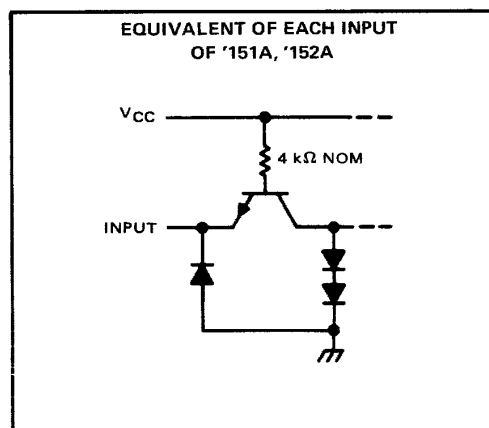 EQUIVALENT OF EACH INPUT
OF '151A, '152A
VCC
4 kΩ NOM
INPUT